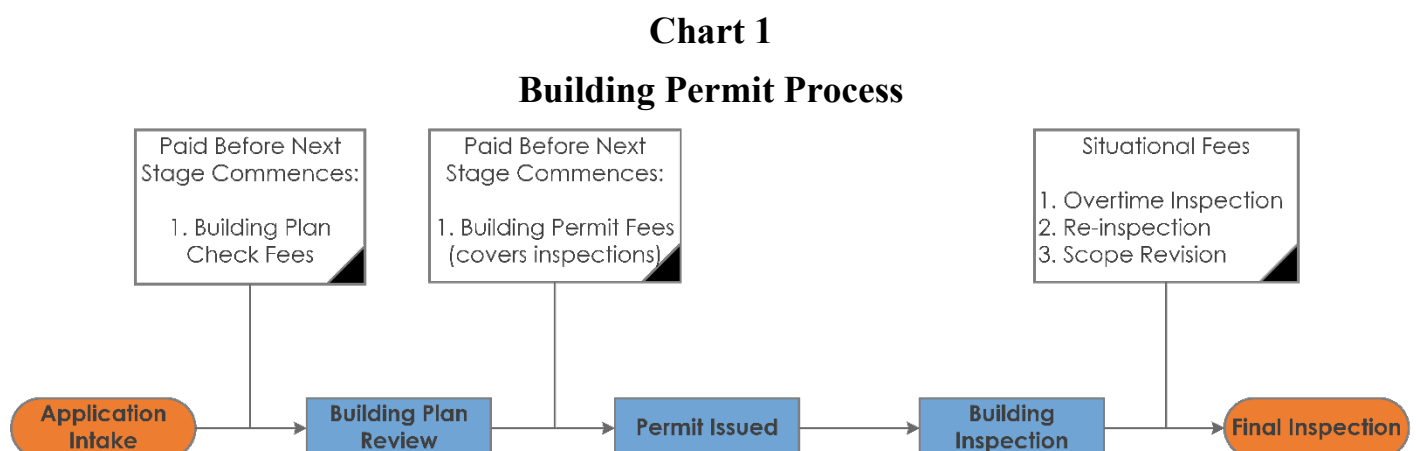 Chart 1
Building Permit Process
Paid Before Next
Stage Commences:
1. Building Plan
Check Fees
Paid Before Next
Stage Commences:
1. Building Permit Fees
(covers inspections)
Situational Fees
1. Overtime Inspection
2. Re-inspection
3. Scope Revision
Application
Intake
Building Plan
Review
Permit Issued
Building
Inspection
Final Inspection